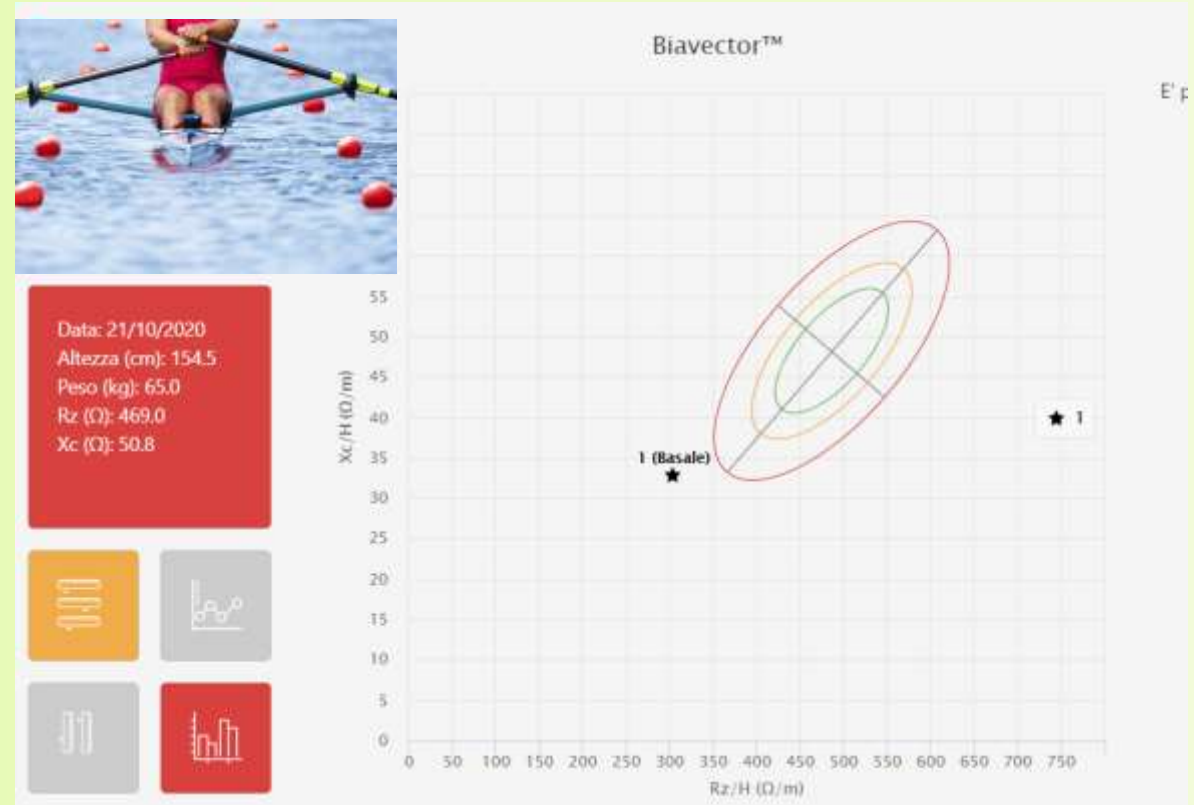 Biavector™
E' p
Data: 21/10/2020
Altezza (cm): 154.5
Peso (kg): 65.0
Rz (Ω): 469.0
Xc (Ω): 50.8
Xc/H (Ω/m)
55
50
45
40
35
30
25
20
15
10
5
0
1 (Basale)
1
0 50 100 150 200 250 300 350 400 450 500 550 600 650 700 750
Rz/H (Ω/m)